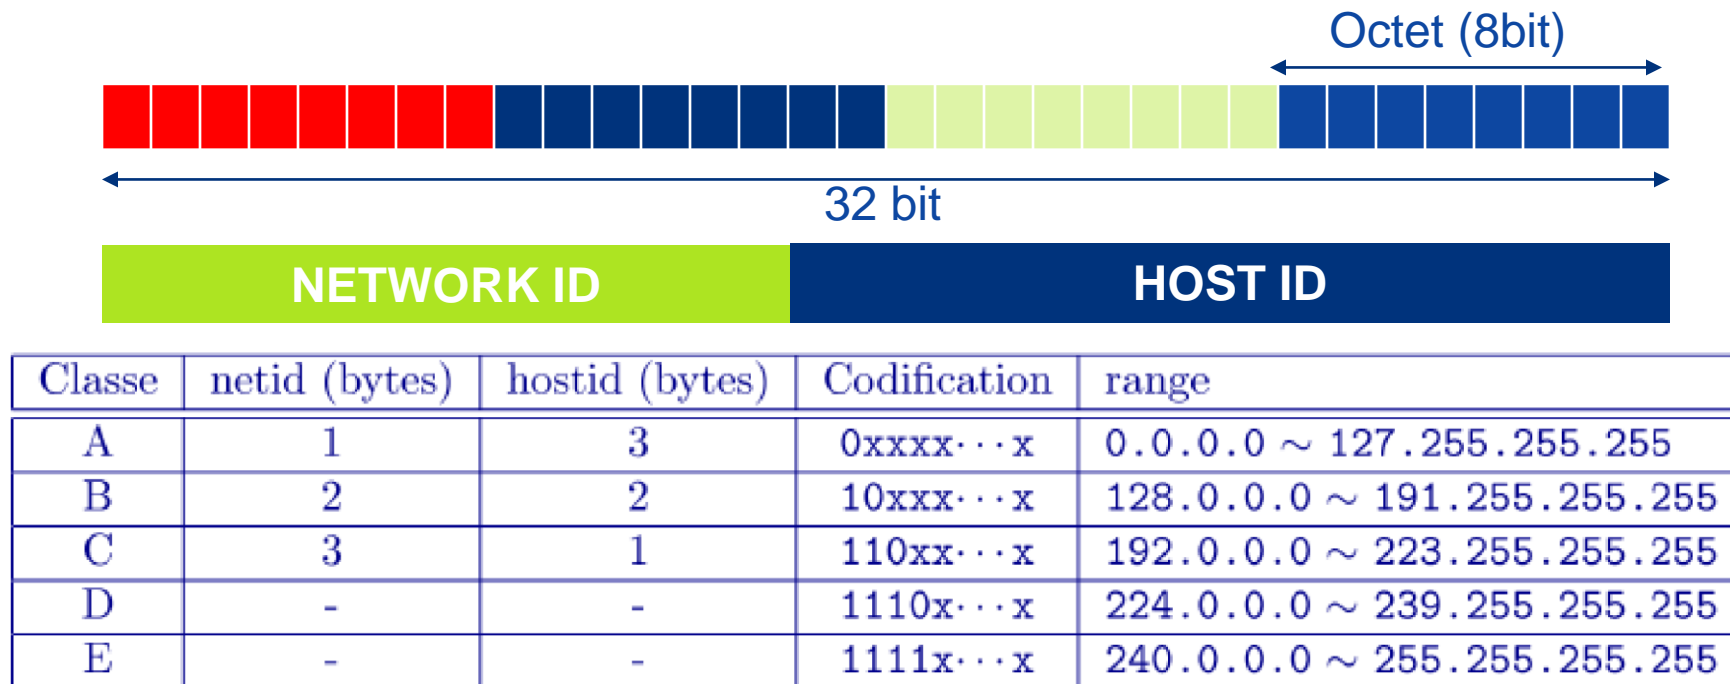 Octet (8bit)
32 bit
NETWORK ID HOST ID
Classe netid (bytes) hostid (bytes) Codification range
A 1 3 0xxxx···x 0.0.0.0 ∼ 127.255.255.255
B 2 2 10xxx···x 128.0.0.0 ∼ 191.255.255.255
C 3 1 110xx···x 192.0.0.0 ∼ 223.255.255.255
D - - 1110x···x 224.0.0.0 ∼ 239.255.255.255
E - - 1111x···x 240.0.0.0 ∼ 255.255.255.255